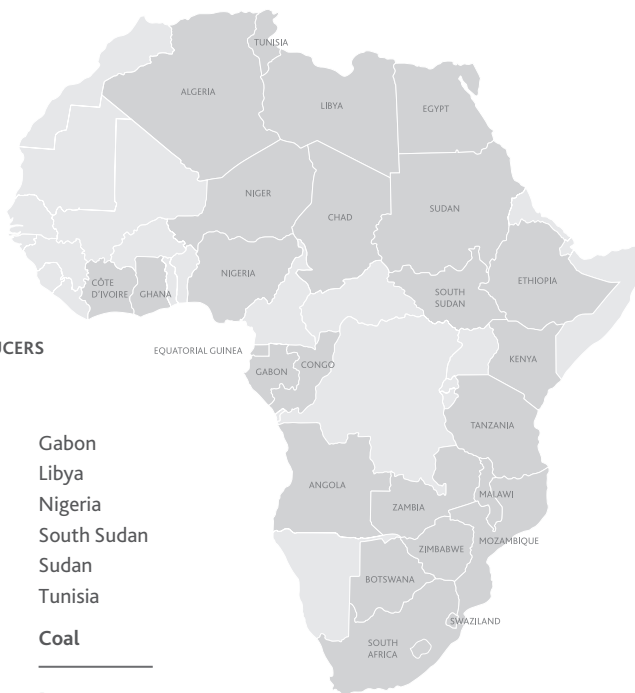 TUNISIA
ALGERIA
LIBYA
EGYPT
NIGER
CHAD
SUDAN
NIGERIA
CÔTE
D'IVOIRE
GHANA
SOUTH
SUDAN
ETHIOPIA
UCERS
EQUATORIAL GUINEA
GABON
CONGO
KENYA
TANZANIA
ANGOLA
ZAMBIA
MALAWI
MOZAMBIQUE
ZIMBABWE
BOTSWANA
SWAZILAND
SOUTH
AFRICA
Gabon
Libya
Nigeria
South Sudan
Sudan
Tunisia
Coal